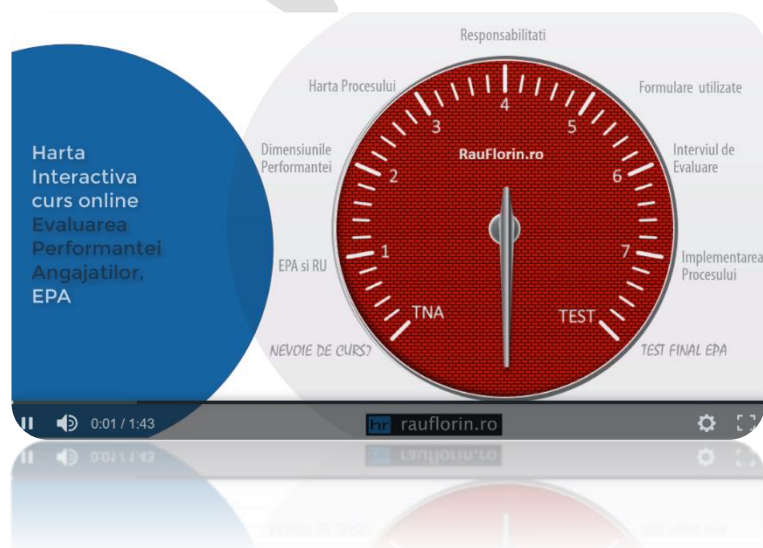 Harta
Interactiva
curs online
Evaluarea
Performantei
Angajatilor,
EPA
Responsabilitati
Harta Procesului
Formulare utilizate
Dimensiunile
Performantei
Interviul de
Evaluare
EPA si RU
Implementarea
Procesului
NEVOIE DE CURS?
TEST FINAL EPA
RauFlorin.ro
TNA
1
2
3
4
5
6
7
TEST
0:01 / 1:43
hr rauflorin.ro